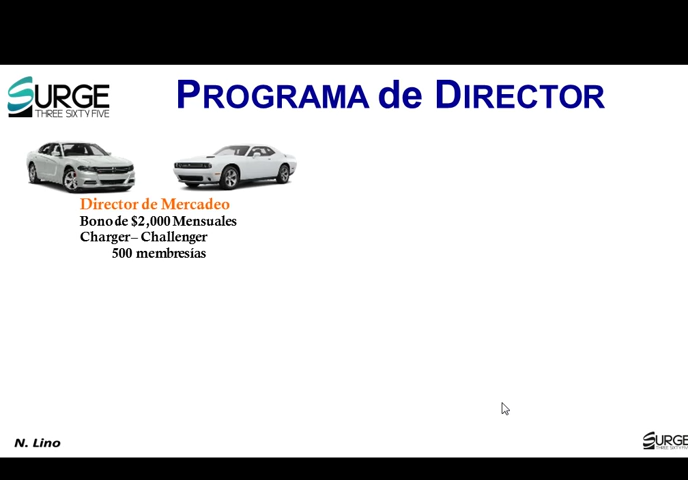 SURGE
THREE SIXTY FIVE
PROGRAMA de DIRECTOR
Director de Mercadeo
Bono de $2,000 Mensuales
Charger – Challenger
500 membresías
N. Lino
SURGE
THREE SIXTY FIVE